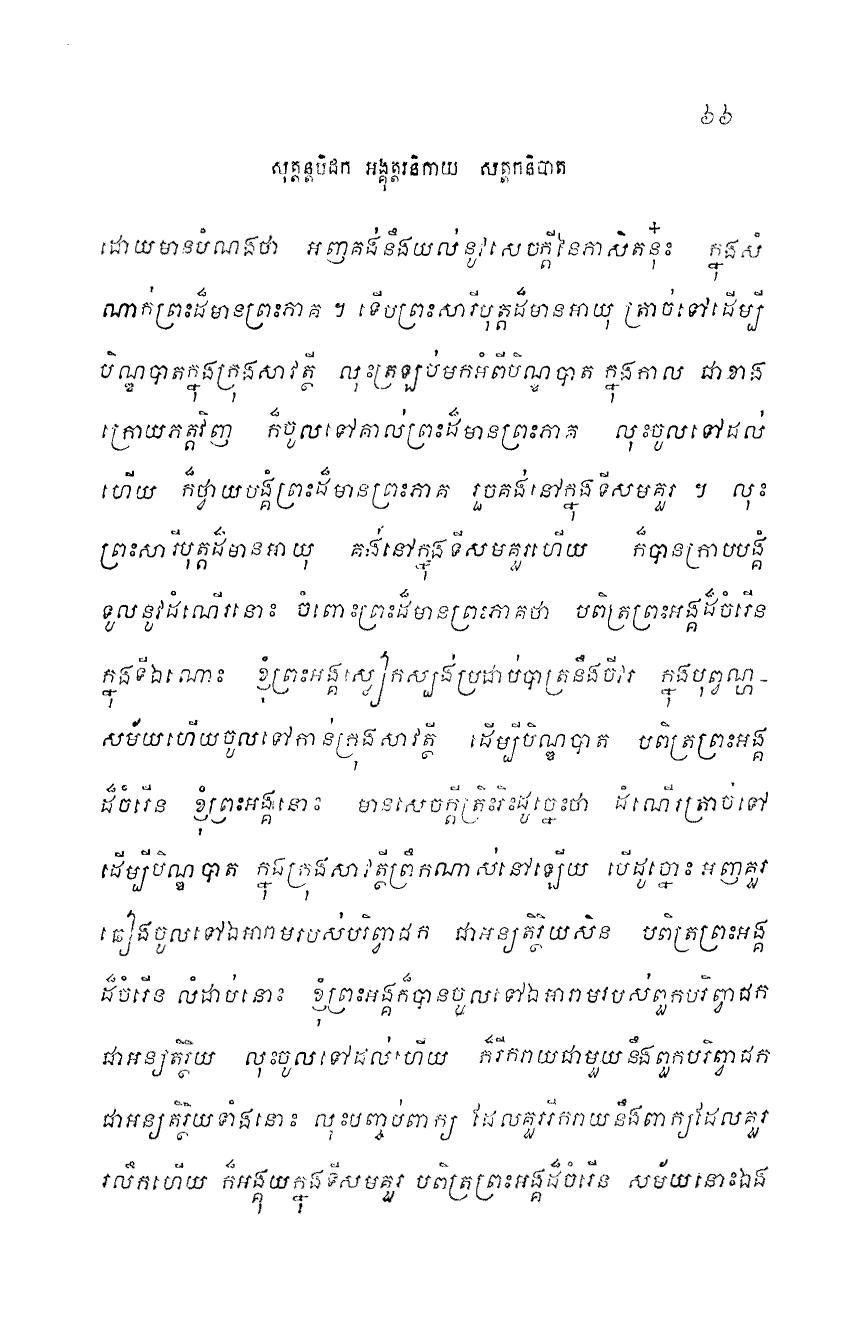 ៦៦
សុត្តន្តបិដក អង្គុត្តរនិកាយ សត្តកនិបាត
ដោយមានបំណងថា អញគង់នឹងយល់នូវសេចក្តីនៃភាសិតនុ៎ះ ក្នុងសំ
ណាក់ព្រះដ៏មានព្រះភាគ ។ ទើបព្រះសារីបុត្តដ៏មានអាយុ ត្រាច់ទៅដើម្បី
បិណ្ឌបាតក្នុងក្រុងសាវត្ថី លុះត្រឡប់មកអំពីបិណ្ឌបាត ក្នុងកាល ជាខាង
ក្រោយភត្តវិញ ក៏ចូលទៅគាល់ព្រះដ៏មានព្រះភាគ លុះចូលទៅដល់
ហើយ ក៏ថ្វាយបង្គំព្រះដ៏មានព្រះភាគ រួចគង់នៅក្នុងទីសមគួរ ។ លុះ
ព្រះសារីបុត្តដ៏មានអាយុ គង់នៅក្នុងទីសមគួរហើយ ក៏បានក្រាបបង្គំ
ទូលនូវដំណើរនោះ ចំពោះព្រះដ៏មានព្រះភាគថា បពិត្រព្រះអង្គដ៏ចំរើន
ក្នុងទីឯណោះ ខ្ញុំព្រះអង្គស្លៀកស្បង់ប្រដាប់បាត្រនឹងចីវរ ក្នុងបុព្វណ្ហ-
សម័យហើយចូលទៅកាន់ក្រុងសាវត្ថី ដើម្បីបិណ្ឌបាត បពិត្រព្រះអង្គ
ដ៏ចំរើន ខ្ញុំព្រះអង្គនោះ មានសេចក្តីត្រិះរិះដូច្នេះថា ដំណើរត្រាច់ទៅ
ដើម្បីបិណ្ឌបាត ក្នុងក្រុងសាវត្ថីព្រឹកណាស់នៅឡើយ បើដូច្នោះ អញគួរ
ចៀងចូលទៅឯអារាមរបស់បរិព្វាជក ជាអន្យតិរ្ថិយសិន បពិត្រព្រះអង្គ
ដ៏ចំរើន លំដាប់នោះ ខ្ញុំព្រះអង្គក៏បានចូលទៅឯអារាមរបស់ពួកបរិព្វាជក
ជាអន្យតិរ្ថិយ លុះចូលទៅដល់ហើយ ក៏រីករាយជាមួយនឹងពួកបរិព្វាជក
ជាអន្យតិរ្ថិយទាំងនោះ លុះបញ្ចប់ពាក្យ ដែលគួររីករាយនឹងពាក្យដែលគួរ
រលឹកហើយ ក៏អង្គុយក្នុងទីសមគួរ បពិត្រព្រះអង្គដ៏ចំរើន សម័យនោះឯង